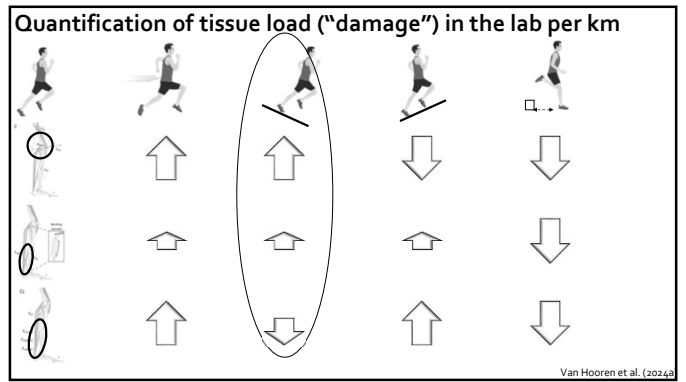 Quantification of tissue load (“damage”) in the lab per km
Van Hooren et al. (2024a